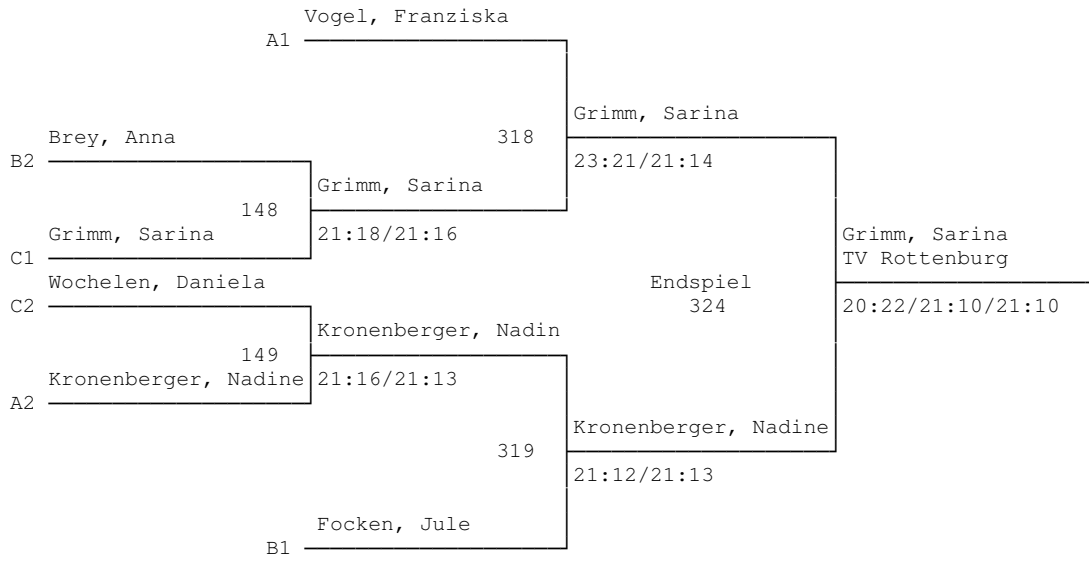 Vogel, Franziska
A1
Grimm, Sarina
Brey, Anna
318
B2
23:21/21:14
Grimm, Sarina
148
Grimm, Sarina
21:18/21:16
Grimm, Sarina
C1
TV Rottenburg
Wochelen, Daniela
Endspiel
C2
324
20:22/21:10/21:10
Kronenberger, Nadin
149
Kronenberger, Nadine
21:16/21:13
A2
Kronenberger, Nadine
319
21:12/21:13
Focken, Jule
B1